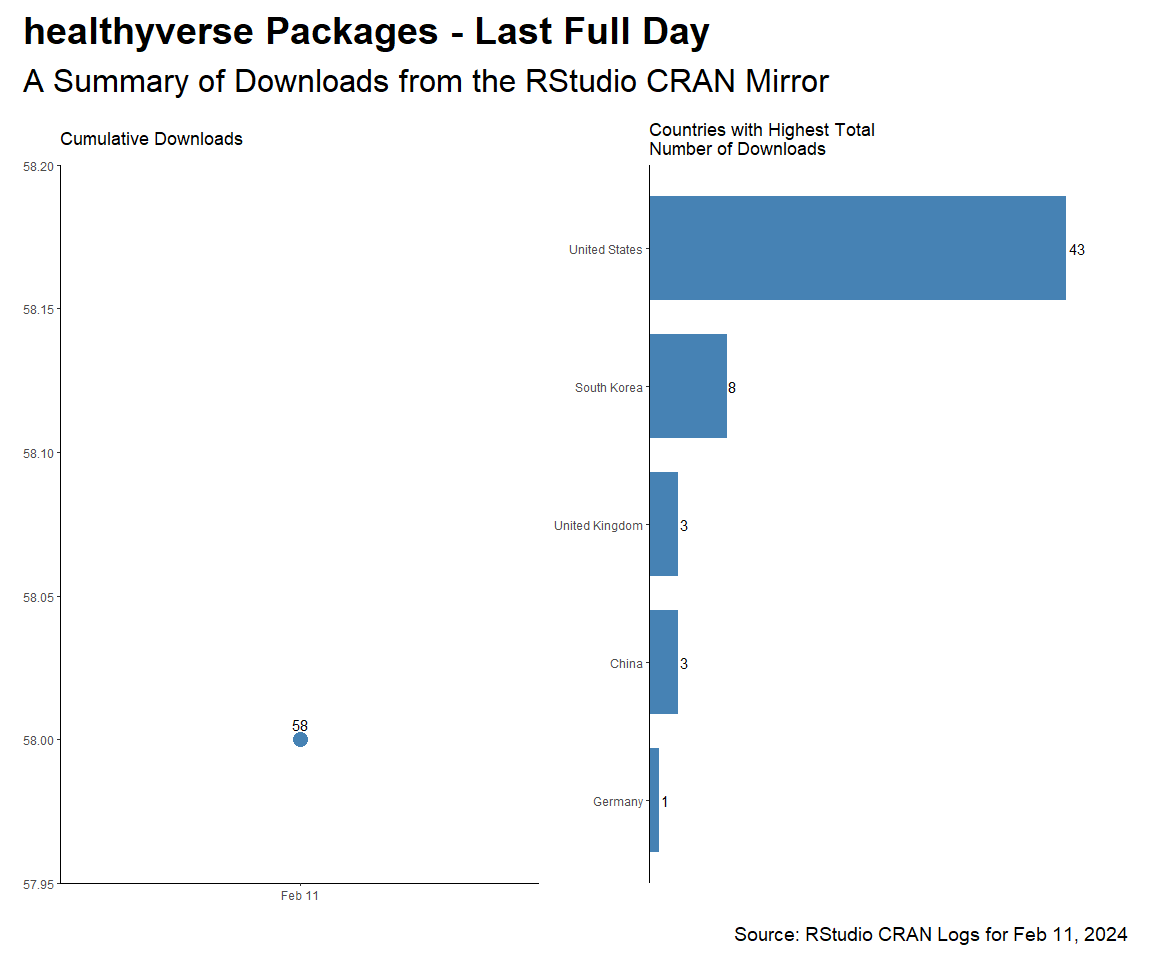 healthyverse Packages - Last Full Day
A Summary of Downloads from the RStudio CRAN Mirror
Cumulative Downloads
58.20
58.15
58.10
58.05
58.00
57.95
58
Feb 11
Countries with Highest Total
Number of Downloads
United States
43
South Korea
8
United Kingdom
3
China
3
Germany
1
Source: RStudio CRAN Logs for Feb 11, 2024